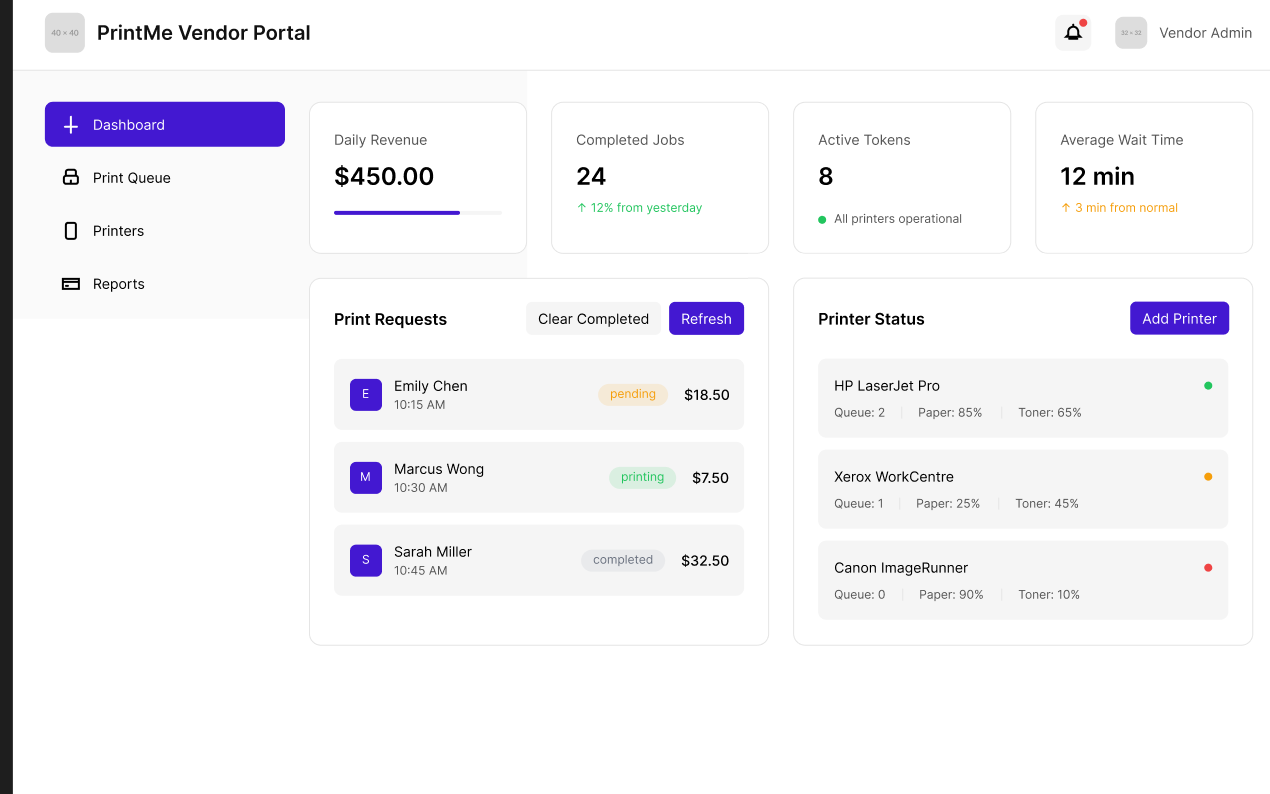 40 × 40
PrintMe Vendor Portal
32 × 32
Vendor Admin
Dashboard
Print Queue
Printers
Reports
Daily Revenue
$450.00
Completed Jobs
24
↑ 12% from yesterday
Active Tokens
8
All printers operational
Average Wait Time
12 min
↑ 3 min from normal
Print Requests
Clear Completed
Refresh
E
Emily Chen
10:15 AM
pending
$18.50
M
Marcus Wong
10:30 AM
printing
$7.50
S
Sarah Miller
10:45 AM
completed
$32.50
Printer Status
Add Printer
HP LaserJet Pro
Queue: 2 Paper: 85% Toner: 65%
Xerox WorkCentre
Queue: 1 Paper: 25% Toner: 45%
Canon ImageRunner
Queue: 0 Paper: 90% Toner: 10%